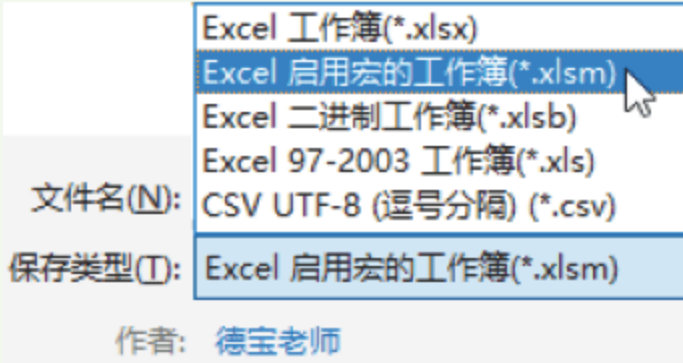 Excel 工作簿(*.xlsx)
Excel 启用宏的工作簿(*.xlsm)
Excel 二进制工作簿(*.xlsb)
Excel 97-2003 工作簿(*.xls)
文件名(N):
CSV UTF-8 (逗号分隔) (*.csv)
保存类型(T): Excel 启用宏的工作簿(*.xlsm)
作者: 德宝老师